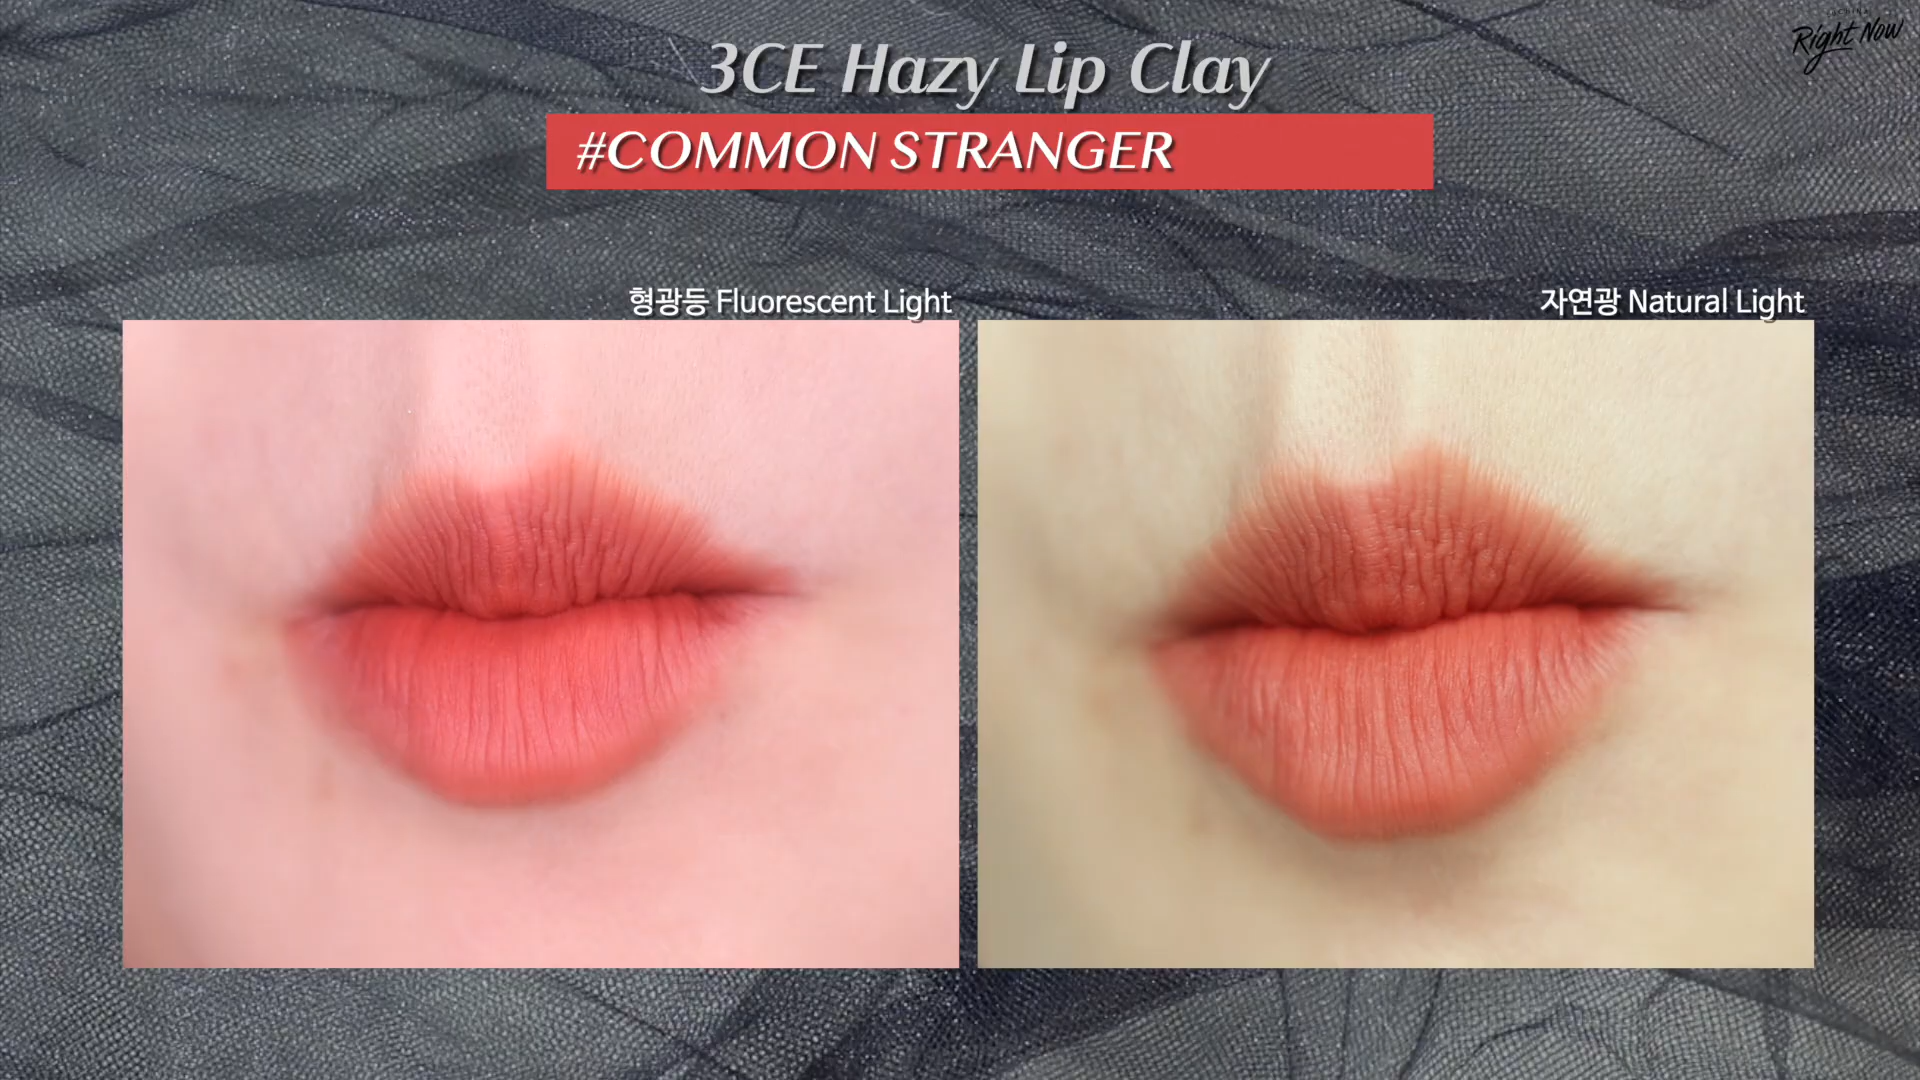 Right Now
3CE Hazy Lip Clay
#COMMON STRANGER
형광등 Fluorescent Light
자연광 Natural Light